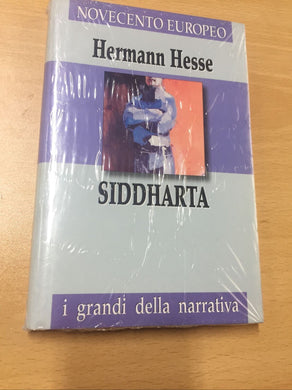 NOVECENTO EUROPEO
Hermann Hesse
SIDDHARTA
i grandi della narrativa